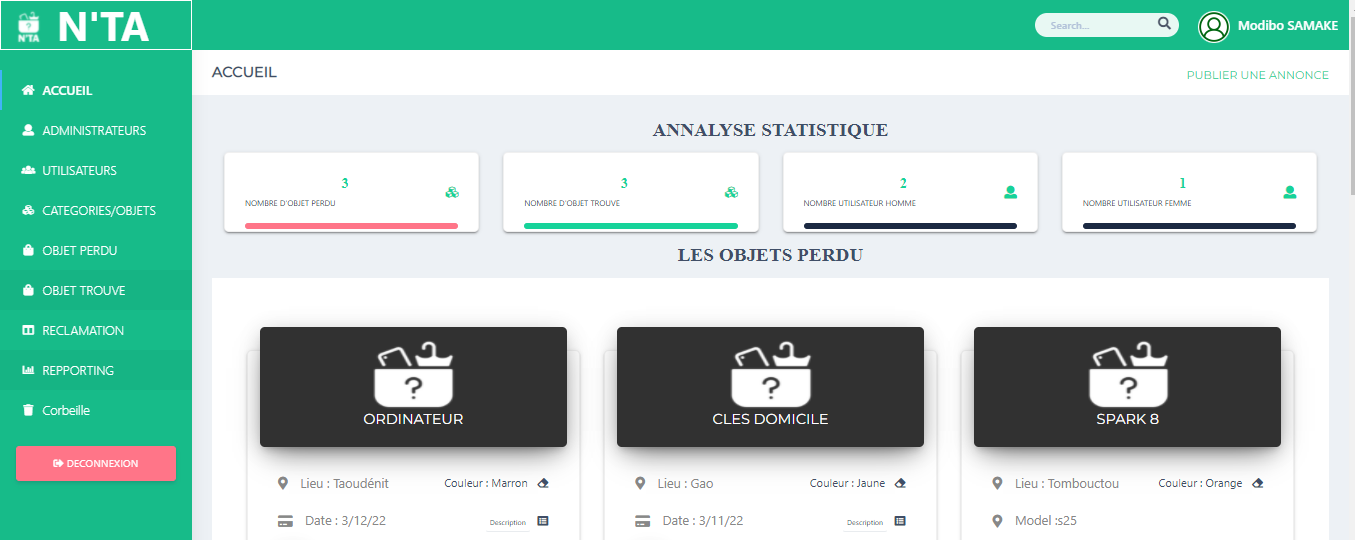 N'TA
N'TA
Search...
Modibo SAMAKE
ACCUEIL
ADMINISTRATEURS
UTILISATEURS
CATEGORIES/OBJETS
OBJET PERDU
OBJET TROUVE
RECLAMATION
REPPORTING
Corbeille
DECONNEXION
ACCUEIL
PUBLIER UNE ANNONCE
ANNALYSE STATISTIQUE
3
NOMBRE D'OBJET PERDU
3
NOMBRE D'OBJET TROUVE
2
NOMBRE UTILISATEUR HOMME
1
NOMBRE UTILISATEUR FEMME
LES OBJETS PERDU
?
ORDINATEUR
Lieu : Taoudénit
Couleur : Marron
Date : 3/12/22
Description
?
CLES DOMICILE
Lieu : Gao
Couleur : Jaune
Date : 3/11/22
Description
?
SPARK 8
Lieu : Tombouctou
Couleur : Orange
Model :s25